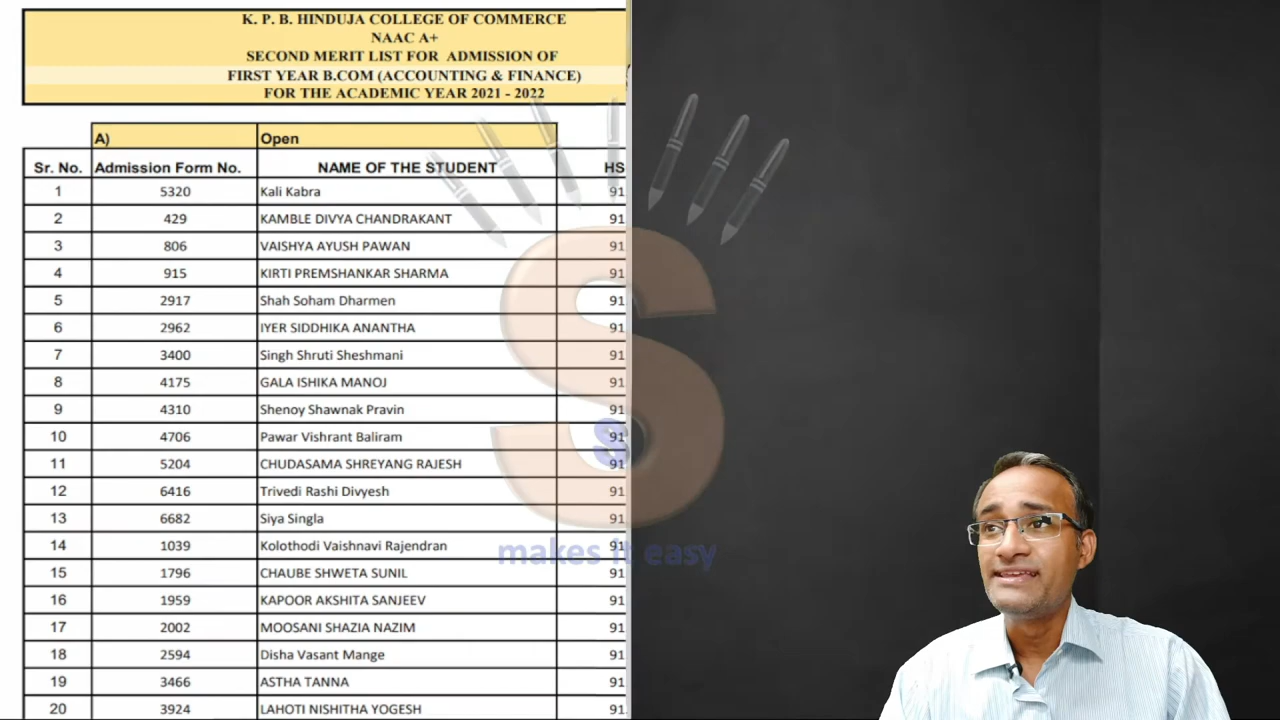 K. P. B. HINDUJA COLLEGE OF COMMERCE
NAAC A+
SECOND MERIT LIST FOR ADMISSION OF
FIRST YEAR B.COM (ACCOUNTING & FINANCE)
FOR THE ACADEMIC YEAR 2021 - 2022
A) Open
Sr. No. Admission Form No. NAME OF THE STUDENT HS
1 5320 Kali Kabra 91.
2 429 KAMBLE DIVYA CHANDRAKANT 91.
3 806 VAISHYA AYUSH PAWAN 91.
4 915 KIRTI PREMSHANKAR SHARMA 91.
5 2917 Shah Soham Dharmen 91.
6 2962 IYER SIDDHIKA ANANTHA 91.
7 3400 Singh Shruti Sheshmani 91.
8 4175 GALA ISHIKA MANOJ 91.
9 4310 Shenoy Shawnak Pravin 91.
10 4706 Pawar Vishrant Baliram 91.
11 5204 CHUDASAMA SHREYANG RAJESH 91.
12 6416 Trivedi Rashi Divyesh 91.
13 6682 Siya Singla 91.
14 1039 Kolothodi Vaishnavi Rajendran 91.
15 1796 CHAUBE SHWETA SUNIL 91.
16 1959 KAPOOR AKSHITA SANJEEV 91.
17 2002 MOOSANI SHAZIA NAZIM 91.
18 2594 Disha Vasant Mange 91.
19 3466 ASTHA TANNA 91.
20 3924 LAHOTI NISHITHA YOGESH 91.
S
s
makes it easy